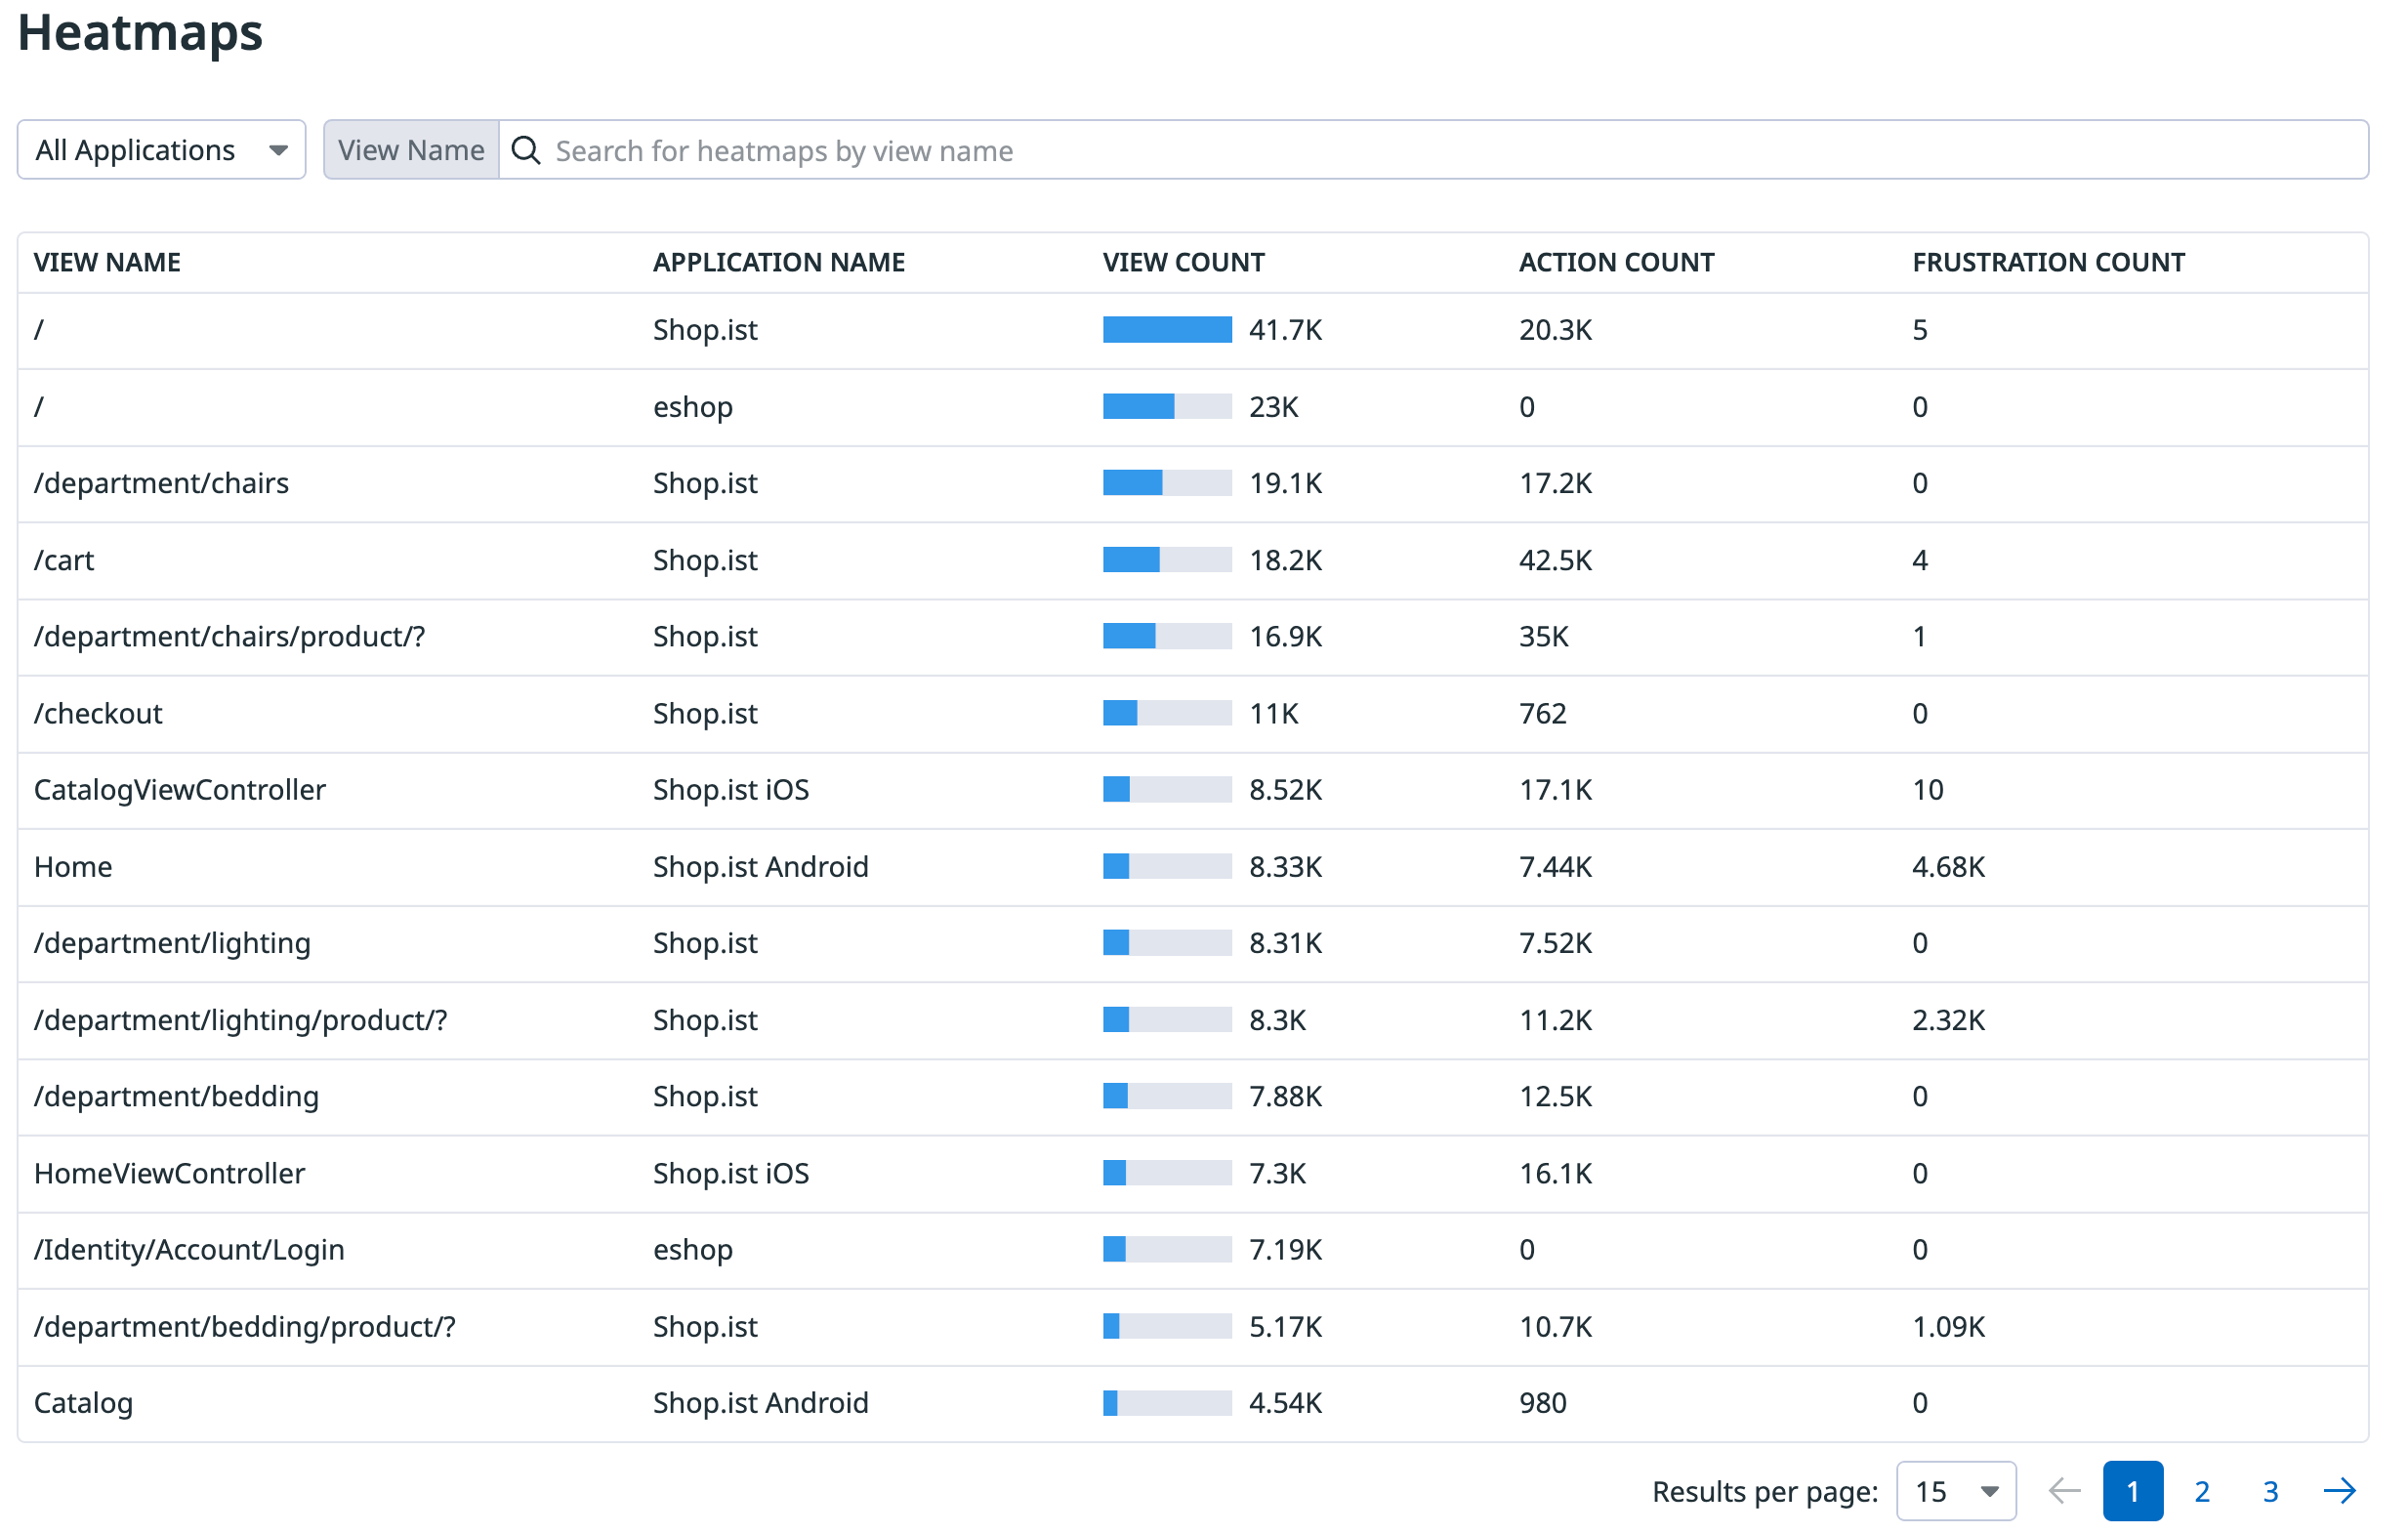 Heatmaps
All Applications View Name Search for heatmaps by view name
VIEW NAME APPLICATION NAME VIEW COUNT ACTION COUNT FRUSTRATION COUNT
/ Shop.ist 41.7K 20.3K 5
/ eshop 23K 0 0
/department/chairs Shop.ist 19.1K 17.2K 0
/cart Shop.ist 18.2K 42.5K 4
/department/chairs/product/? Shop.ist 16.9K 35K 1
/checkout Shop.ist 11K 762 0
CatalogViewController Shop.ist iOS 8.52K 17.1K 10
Home Shop.ist Android 8.33K 7.44K 4.68K
/department/lighting Shop.ist 8.31K 7.52K 0
/department/lighting/product/? Shop.ist 8.3K 11.2K 2.32K
/department/bedding Shop.ist 7.88K 12.5K 0
HomeViewController Shop.ist iOS 7.3K 16.1K 0
/Identity/Account/Login eshop 7.19K 0 0
/department/bedding/product/? Shop.ist 5.17K 10.7K 1.09K
Catalog Shop.ist Android 4.54K 980 0
Results per page: 15 1 2 3